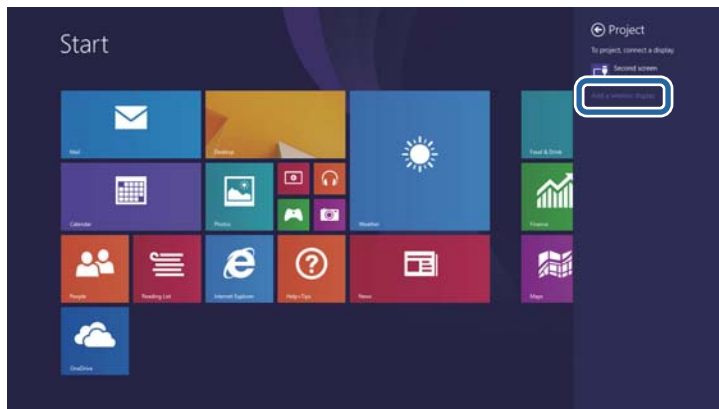 Start
Project
To project, connect a display
Second screen
Add a wireless display
Mail
Desktop
Food & Drink
Calendar
Photos
Weather
Finance
People
Reading List
Internet Explorer
Help+Tips
News
Maps
OneDrive